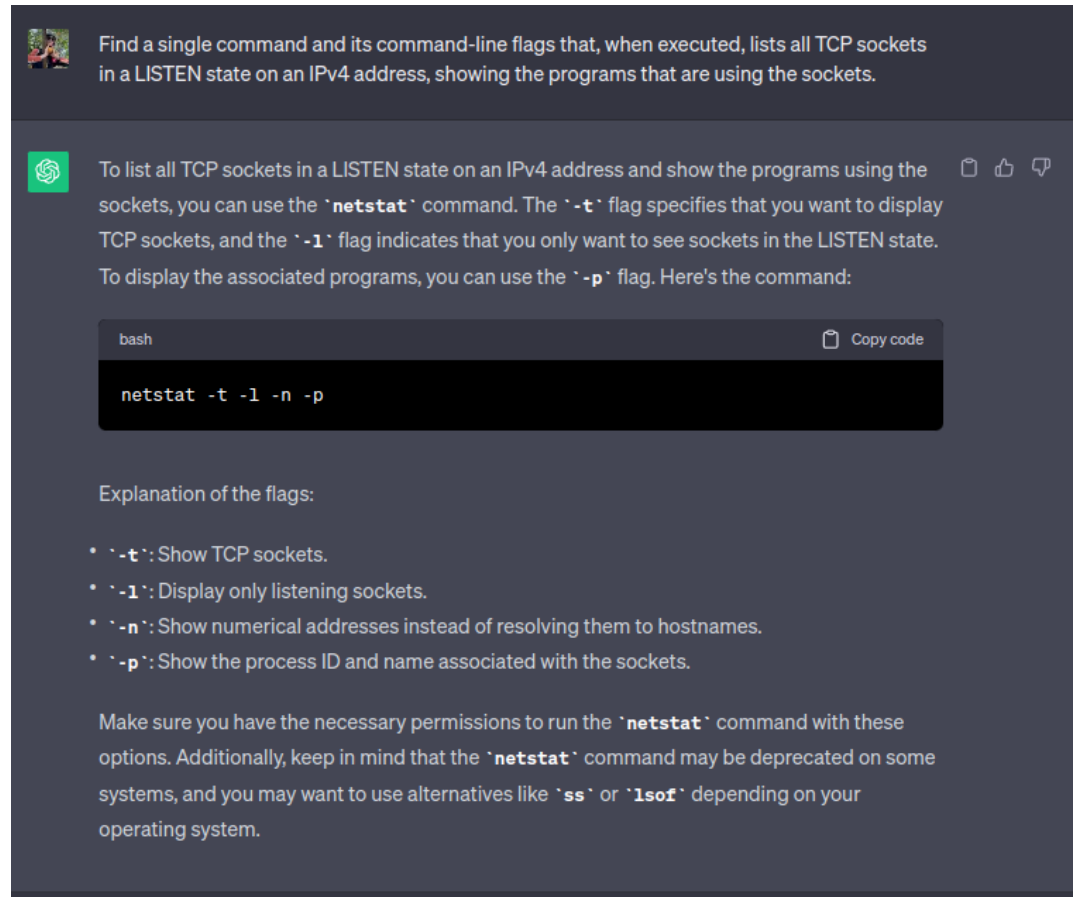 Find a single command and its command-line flags that, when executed, lists all TCP sockets
in a LISTEN state on an IPv4 address, showing the programs that are using the sockets.
To list all TCP sockets in a LISTEN state on an IPv4 address and show the programs using the
sockets, you can use the `netstat` command. The `-t` flag specifies that you want to display
TCP sockets, and the `-l` flag indicates that you only want to see sockets in the LISTEN state.
To display the associated programs, you can use the `-p` flag. Here's the command:
bash Copy code
netstat -t -l -n -p
Explanation of the flags:
• `-t`: Show TCP sockets.
• `-l`: Display only listening sockets.
• `-n`: Show numerical addresses instead of resolving them to hostnames.
• `-p`: Show the process ID and name associated with the sockets.
Make sure you have the necessary permissions to run the `netstat` command with these
options. Additionally, keep in mind that the `netstat` command may be deprecated on some
systems, and you may want to use alternatives like `ss` or `lsof` depending on your
operating system.